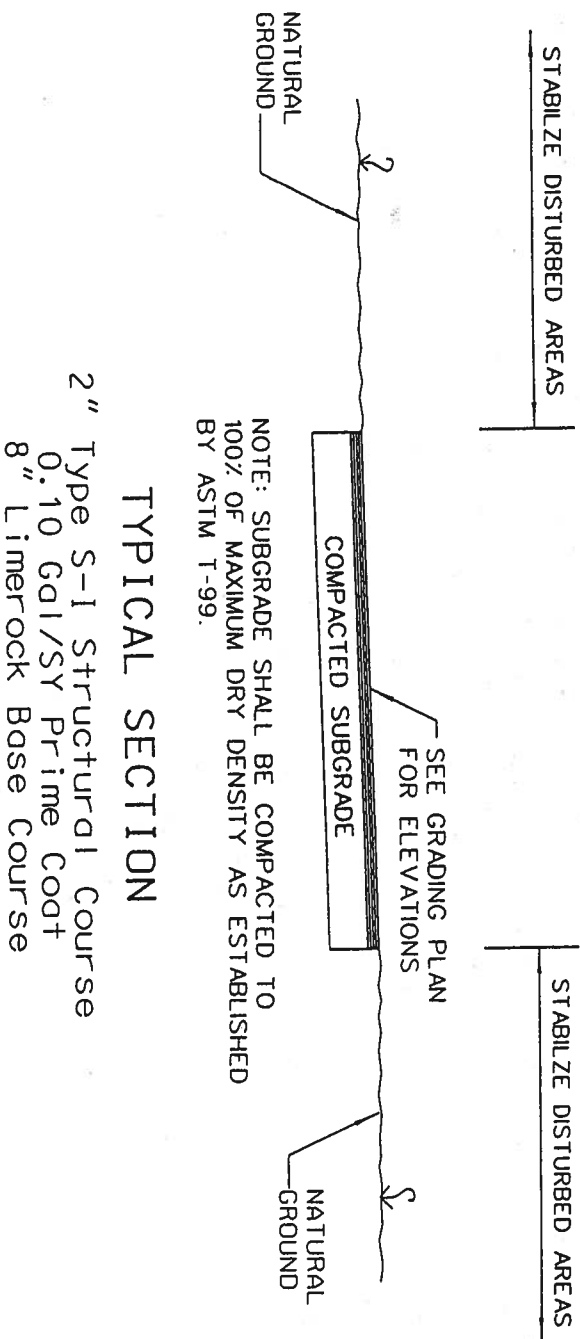 STABILZE DISTURBED AREAS
STABILZE DISTURBED AREAS
SEE GRADING PLAN
FOR ELEVATIONS
NATURAL
GROUND
COMPACTED SUBGRADE
NATURAL
GROUND
NOTE: SUBGRADE SHALL BE COMPACTED TO
100% OF MAXIMUM DRY DENSITY AS ESTABLISHED
BY ASTM T-99.
TYPICAL SECTION
2" Type S-I Structural Course
0.10 Gal/SY Prime Coat
8" Limerock Base Course